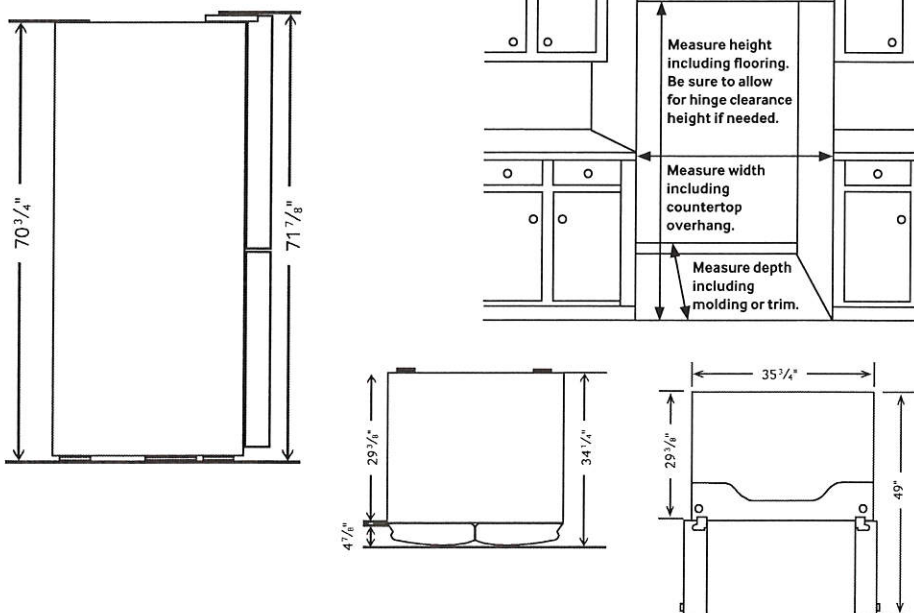 70 3/4"
71 7/8"
Measure height
including flooring.
Be sure to allow
for hinge clearance
height if needed.
Measure width
including
countertop
overhang.
Measure depth
including
molding or trim.
29 3/8"
4 7/8"
34 1/4"
35 3/4"
29 3/8"
49"